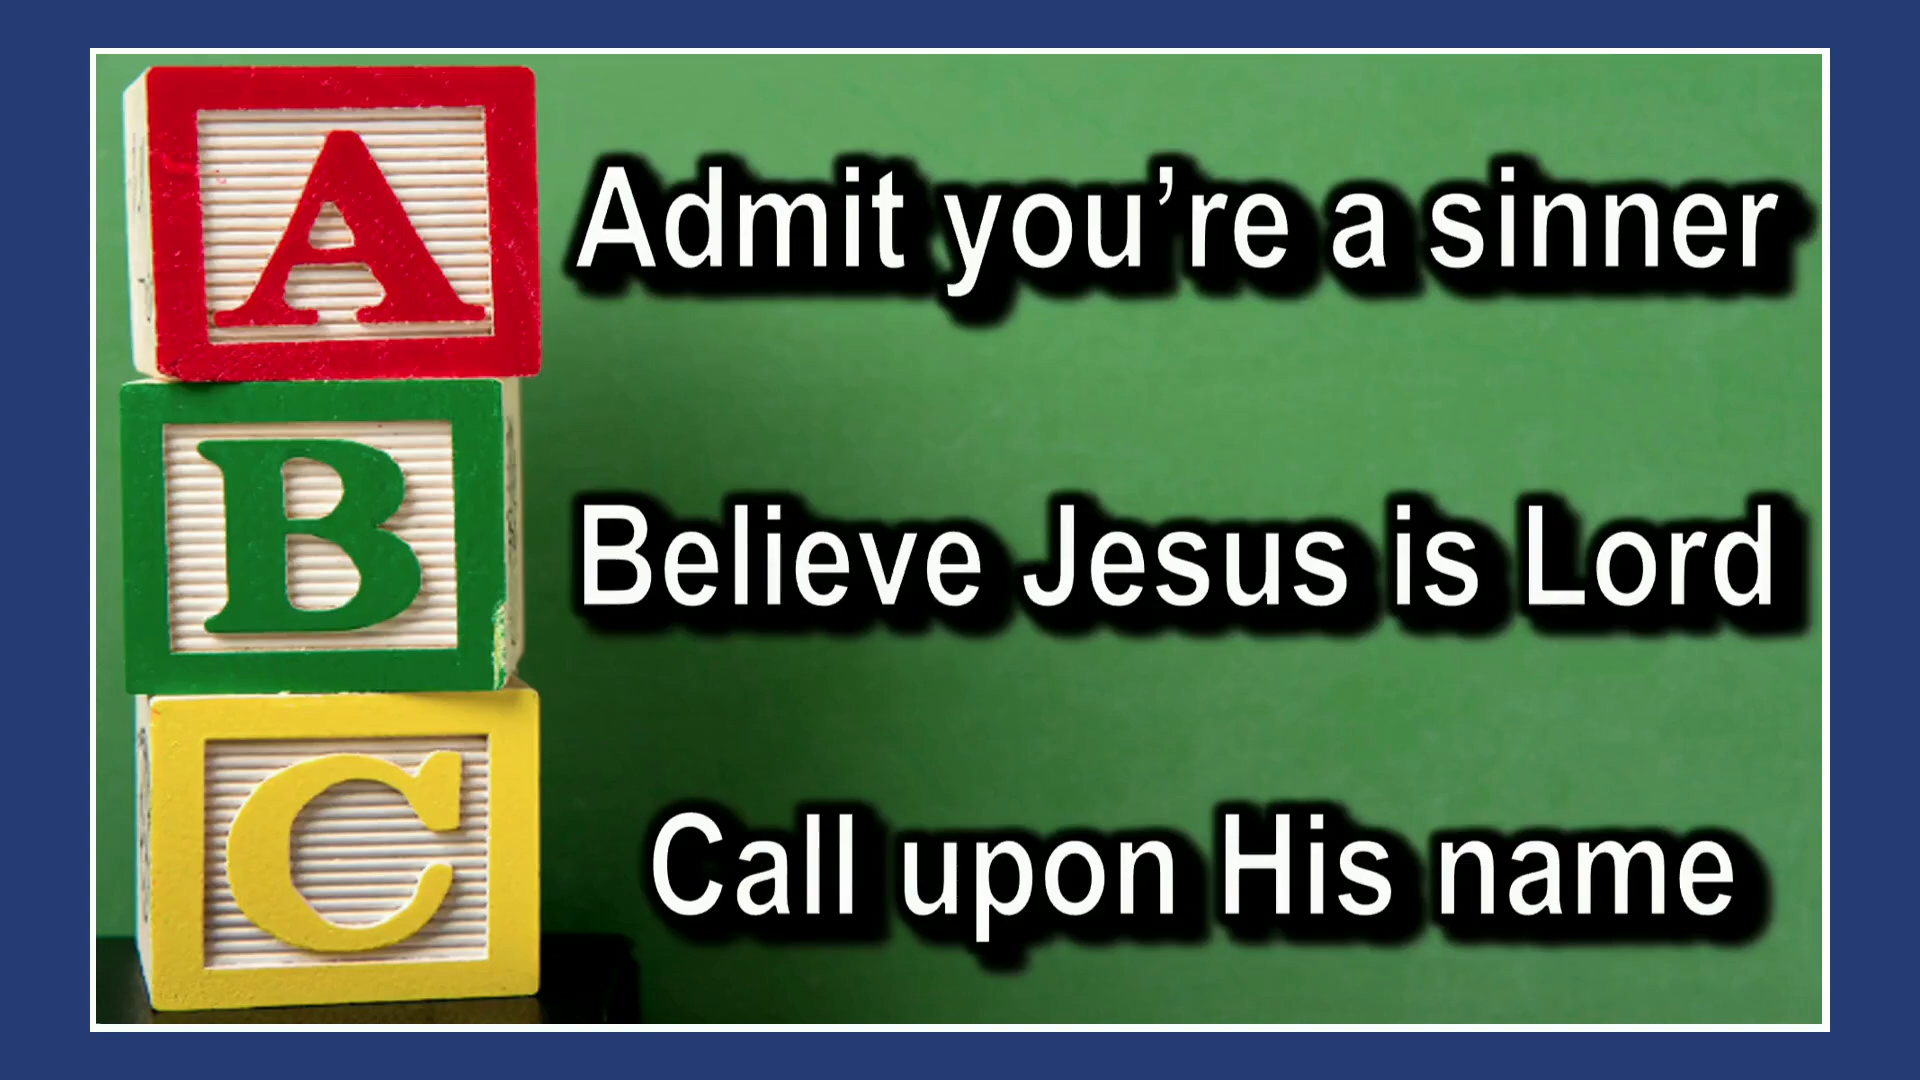 A
Admit you’re a sinner
B
Believe Jesus is Lord
C
Call upon His name